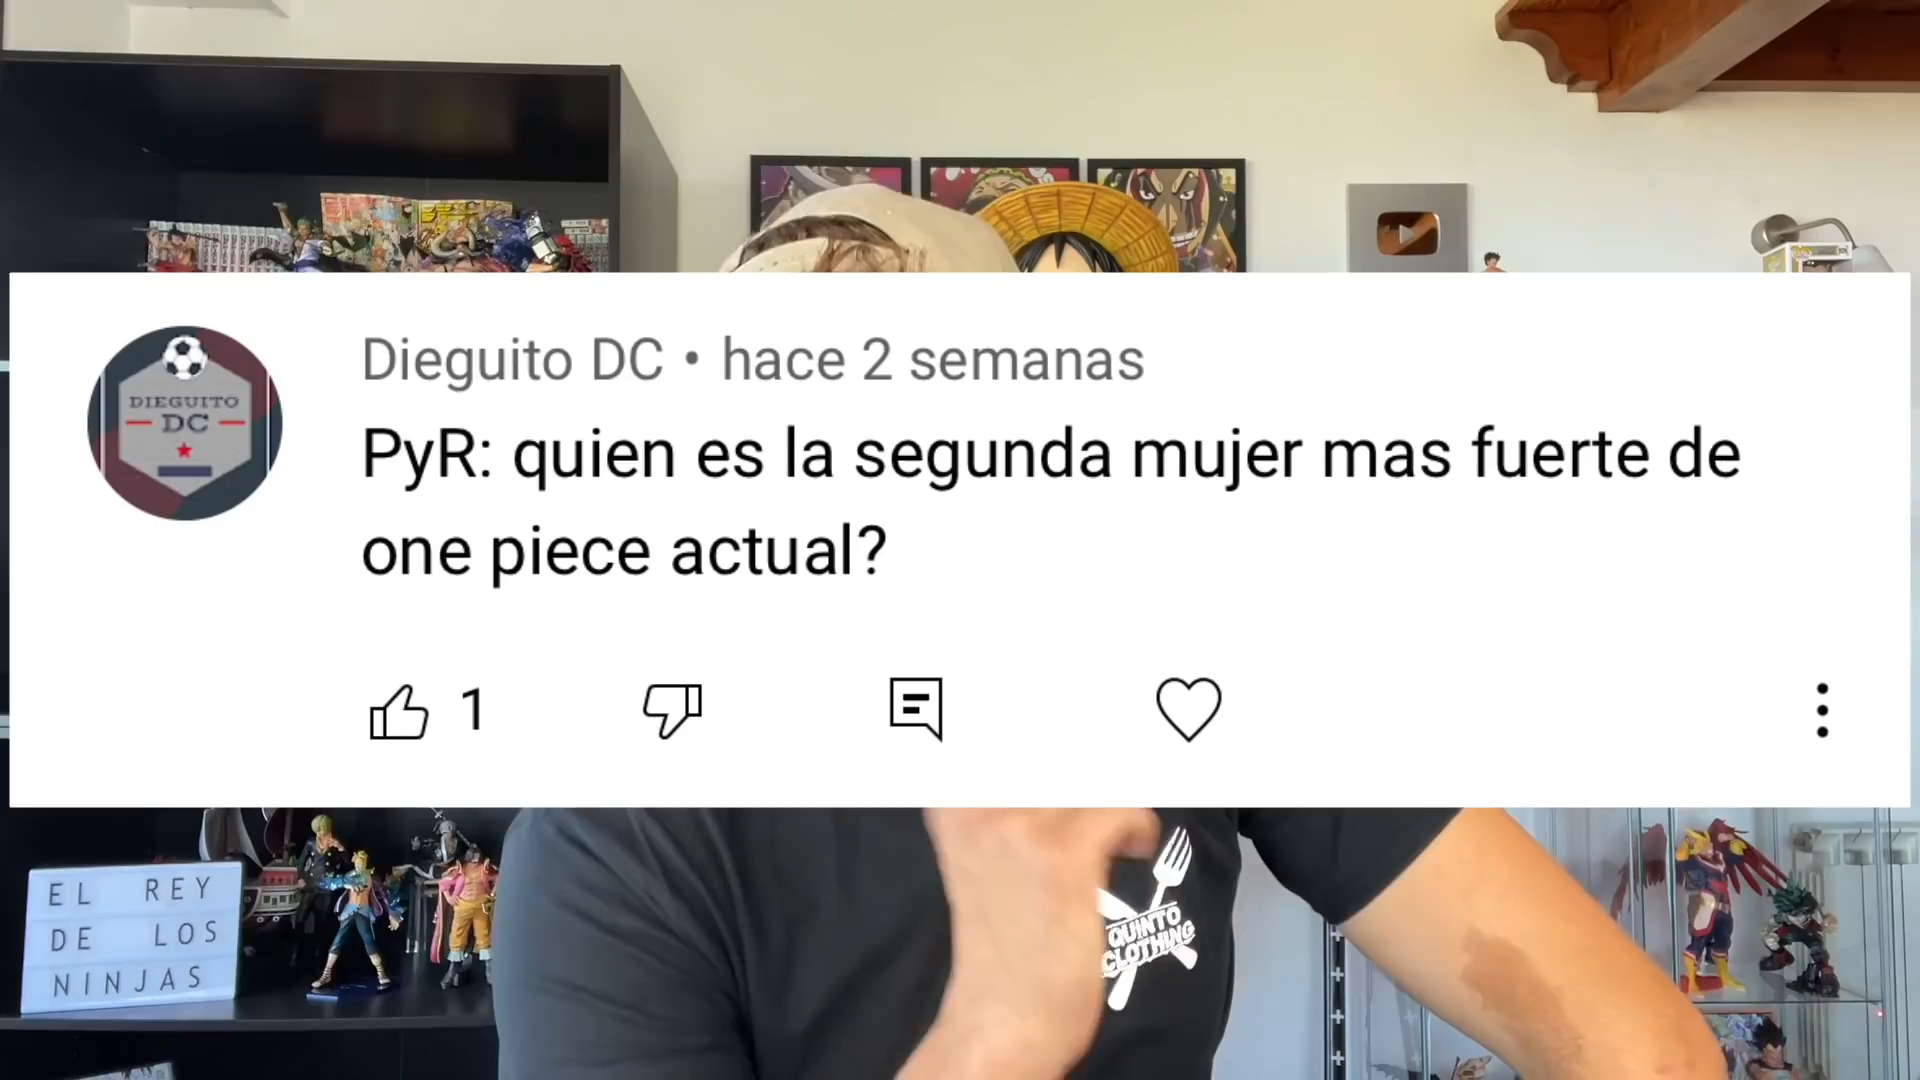 Dieguito DC • hace 2 semanas
DIEGUITO
DC
PyR: quien es la segunda mujer mas fuerte de
one piece actual?
1
EL REY
DE LOS
NINJAS
QUINTO
CLOTHING